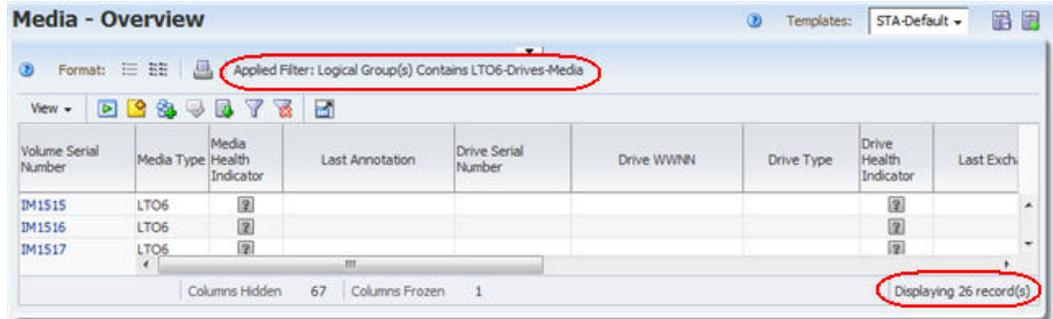 Media - Overview
Templates: STA-Default
Format: Applied Filter: Logical Group(s) Contains LTO6-Drives-Media
View
Volume Serial Number Media Type Media Health Indicator Last Annotation Drive Serial Number Drive WWNN Drive Type Drive Health Indicator Last Exch
IM1515 LTO6
IM1516 LTO6
IM1517 LTO6
Columns Hidden 67 Columns Frozen 1 Displaying 26 record(s)